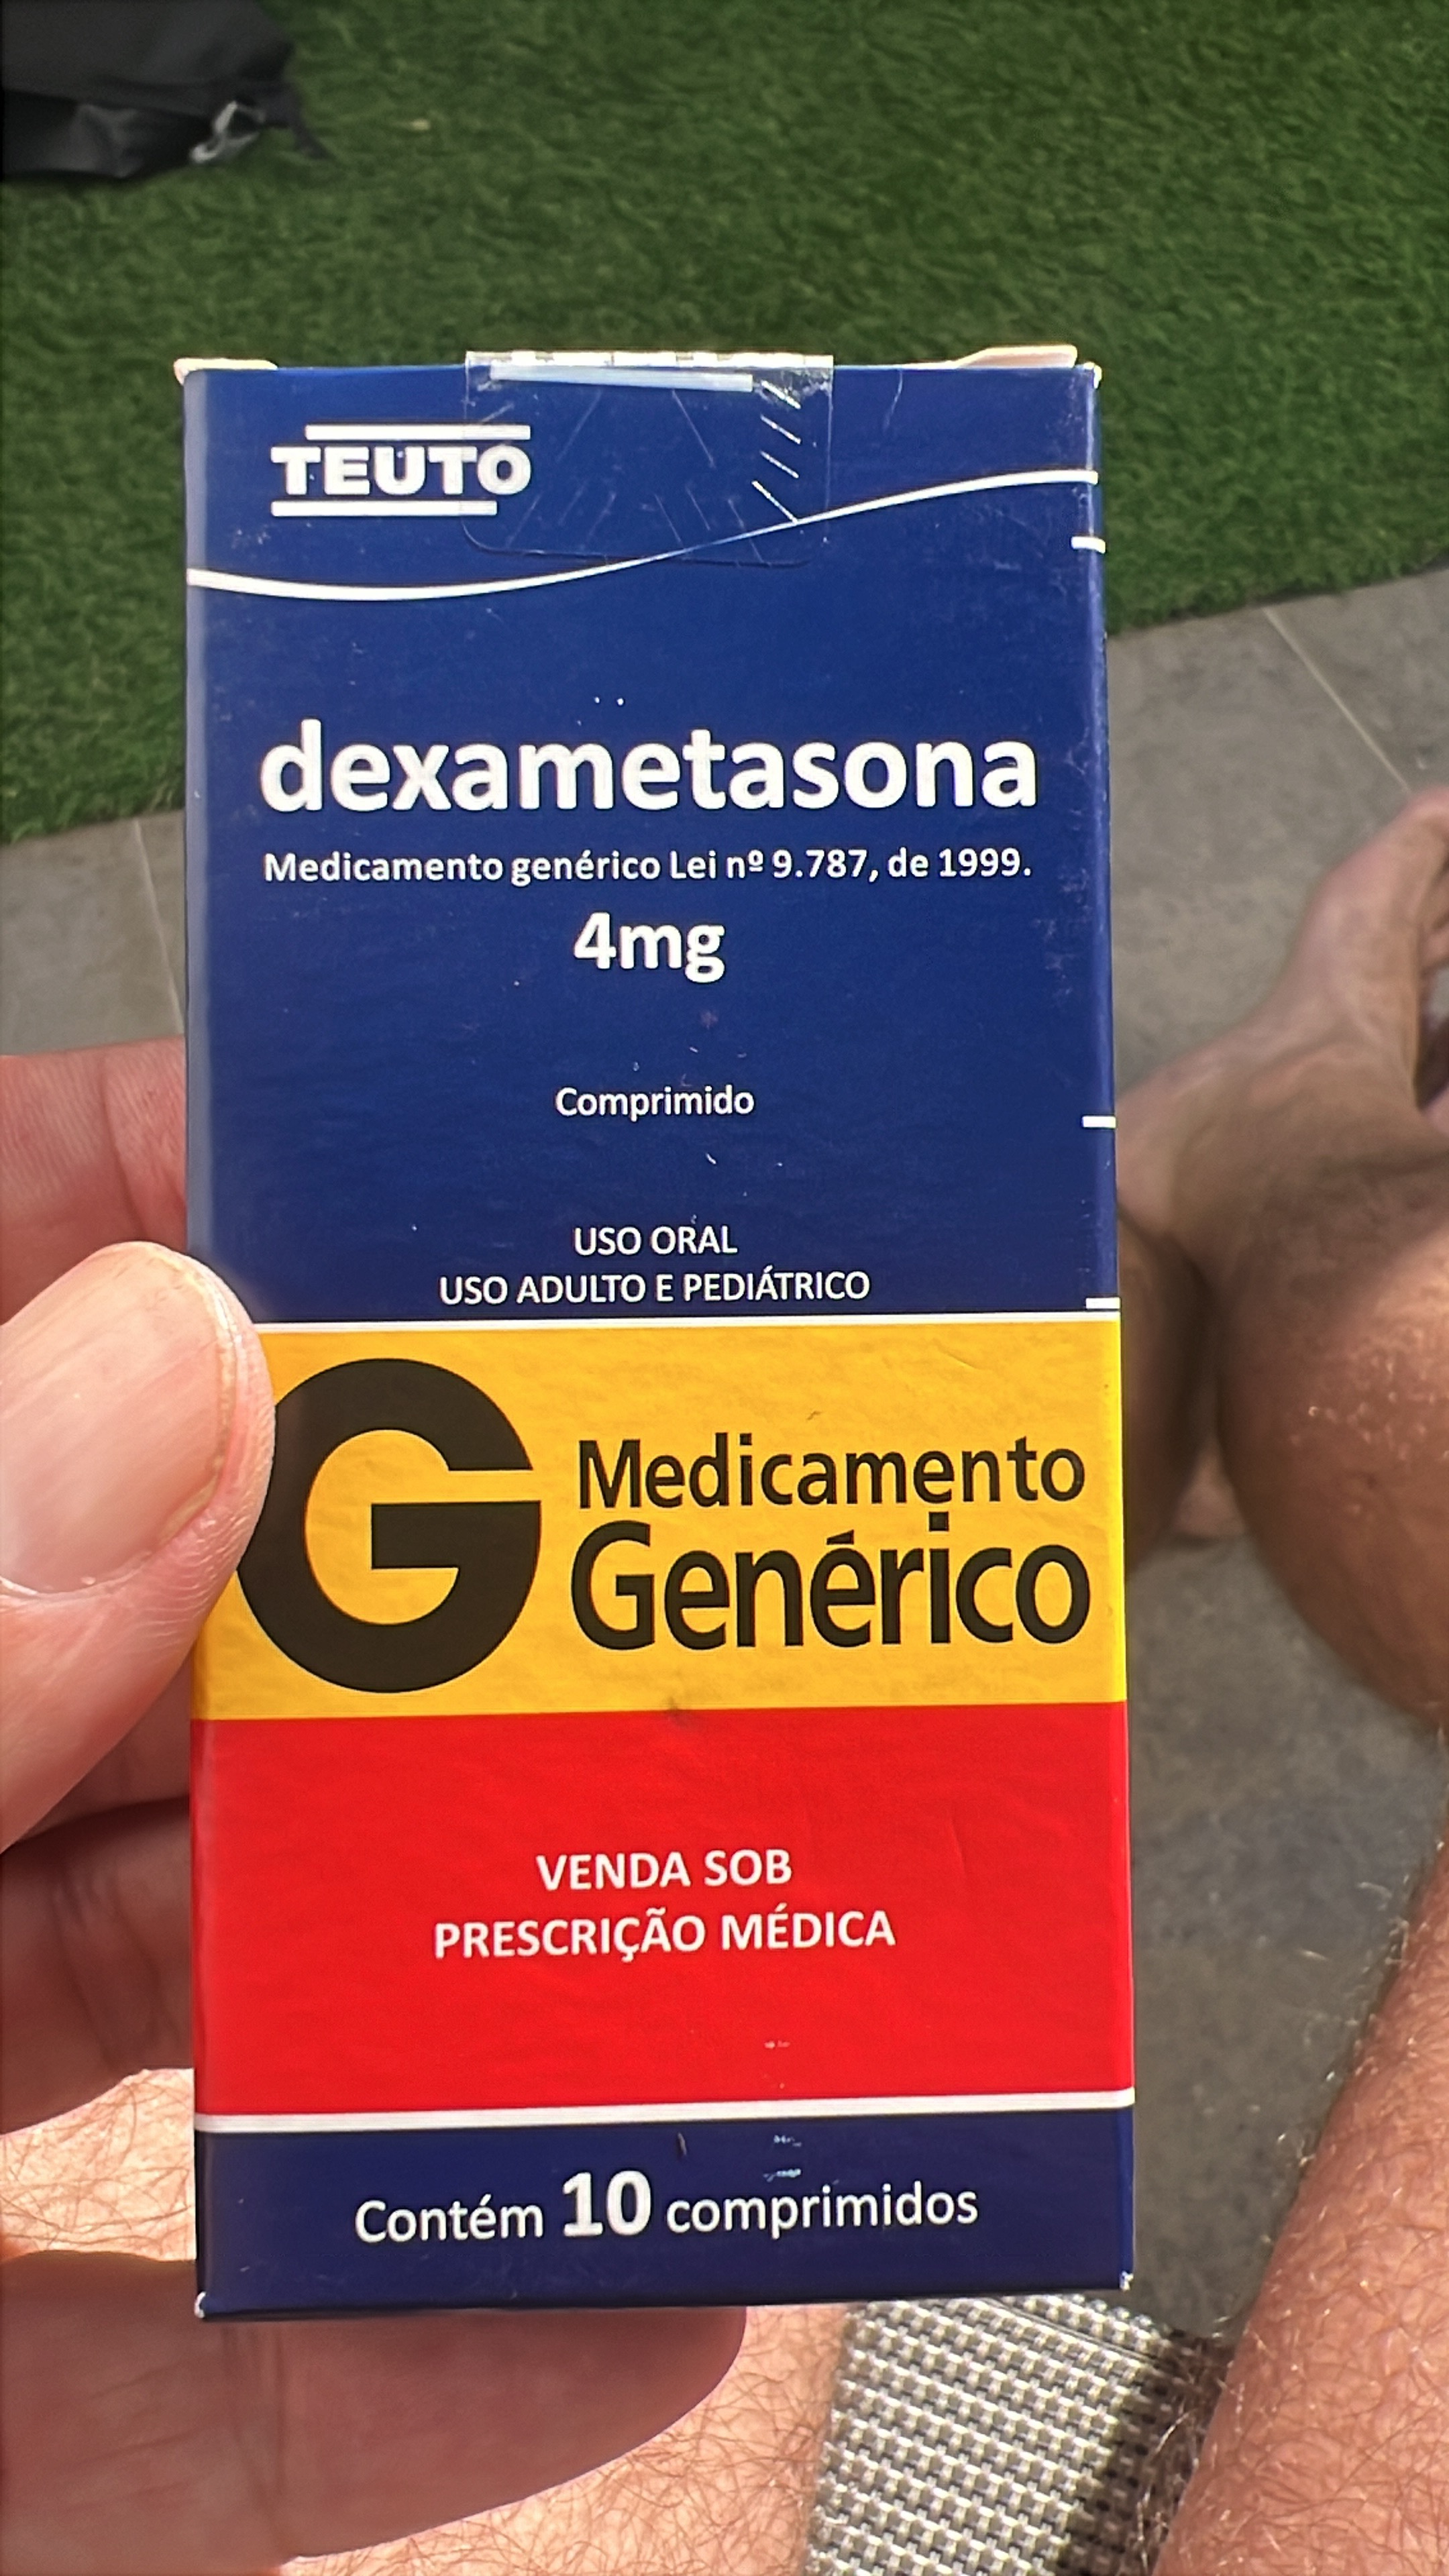 TEUTO
dexametasona
Medicamento genérico Lei nº 9.787, de 1999.
4mg
Comprimido
USO ORAL
USO ADULTO E PEDIÁTRICO
G
Medicamento
Genérico
VENDA SOB
PRESCRIÇÃO MÉDICA
Contém 10 comprimidos